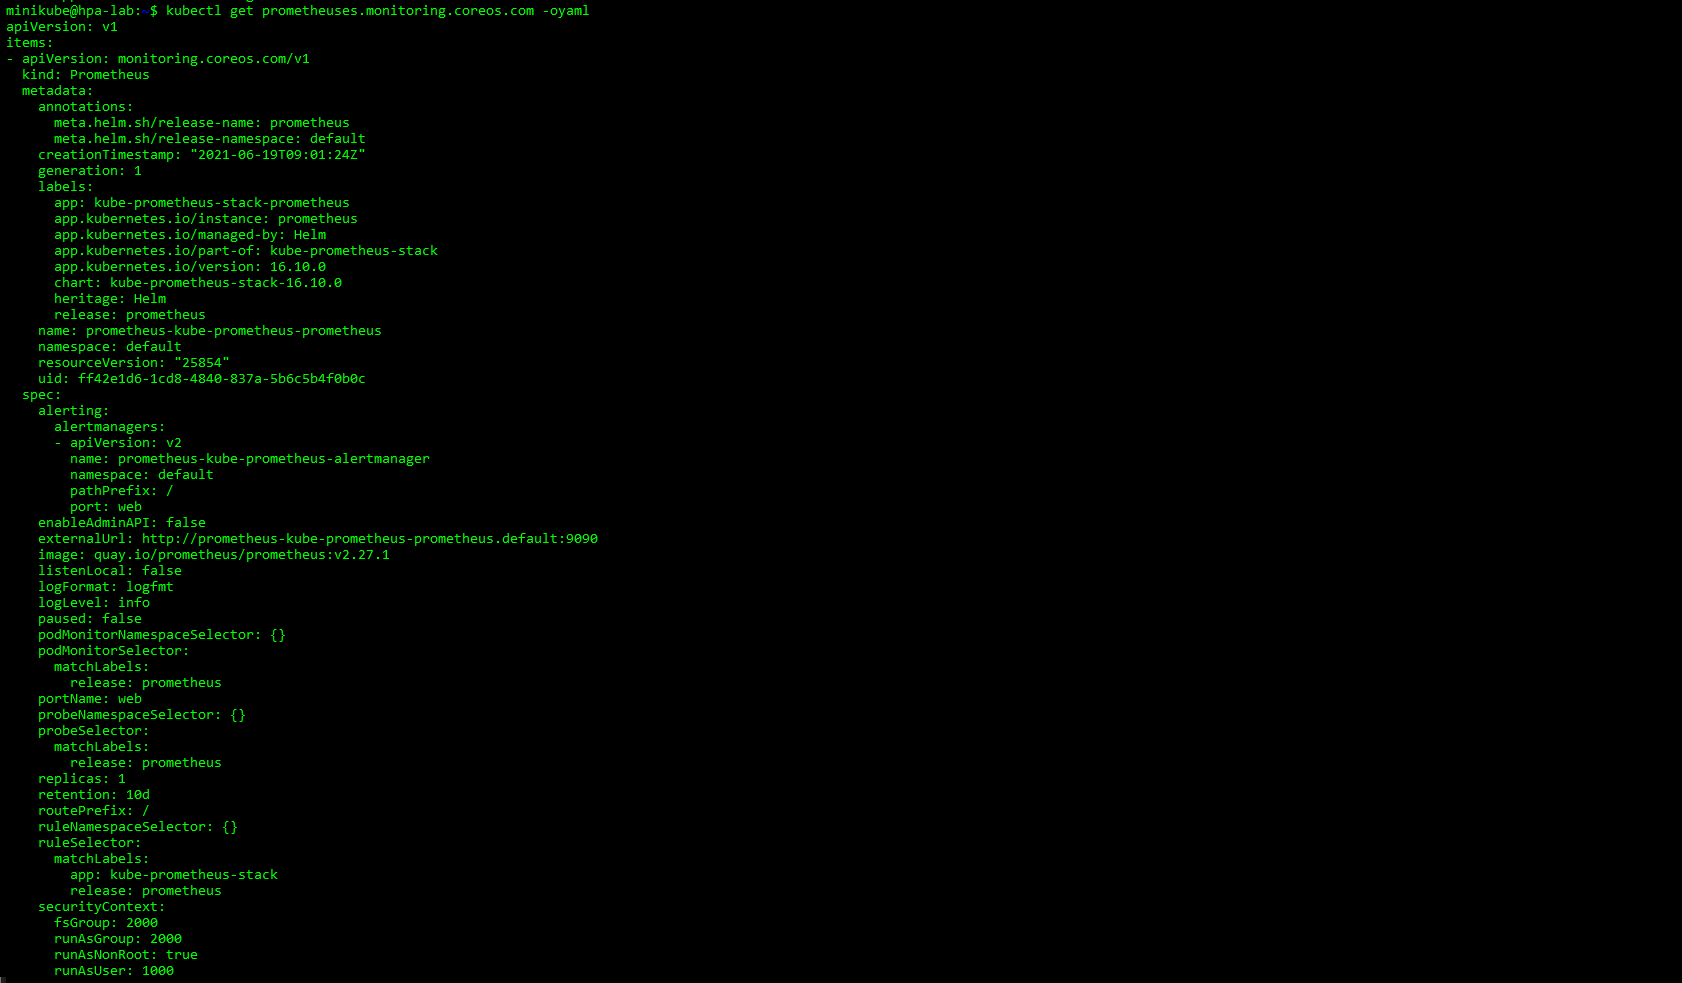 minikube@hpa-lab:~$ kubectl get prometheuses.monitoring.coreos.com -oyaml
apiVersion: v1
items:
- apiVersion: monitoring.coreos.com/v1
  kind: Prometheus
  metadata:
    annotations:
      meta.helm.sh/release-name: prometheus
      meta.helm.sh/release-namespace: default
    creationTimestamp: "2021-06-19T09:01:24Z"
    generation: 1
    labels:
      app: kube-prometheus-stack-prometheus
      app.kubernetes.io/instance: prometheus
      app.kubernetes.io/managed-by: Helm
      app.kubernetes.io/part-of: kube-prometheus-stack
      app.kubernetes.io/version: 16.10.0
      chart: kube-prometheus-stack-16.10.0
      heritage: Helm
      release: prometheus
    name: prometheus-kube-prometheus-prometheus
    namespace: default
    resourceVersion: "25854"
    uid: ff42e1d6-1cd8-4840-837a-5b6c5b4f0b0c
  spec:
    alerting:
      alertmanagers:
      - apiVersion: v2
        name: prometheus-kube-prometheus-alertmanager
        namespace: default
        pathPrefix: /
        port: web
    enableAdminAPI: false
    externalUrl: http://prometheus-kube-prometheus-prometheus.default:9090
    image: quay.io/prometheus/prometheus:v2.27.1
    listenLocal: false
    logFormat: logfmt
    logLevel: info
    paused: false
    podMonitorNamespaceSelector: {}
    podMonitorSelector:
      matchLabels:
        release: prometheus
    portName: web
    probeNamespaceSelector: {}
    probeSelector:
      matchLabels:
        release: prometheus
    replicas: 1
    retention: 10d
    routePrefix: /
    ruleNamespaceSelector: {}
    ruleSelector:
      matchLabels:
        app: kube-prometheus-stack
        release: prometheus
    securityContext:
      fsGroup: 2000
      runAsGroup: 2000
      runAsNonRoot: true
      runAsUser: 1000